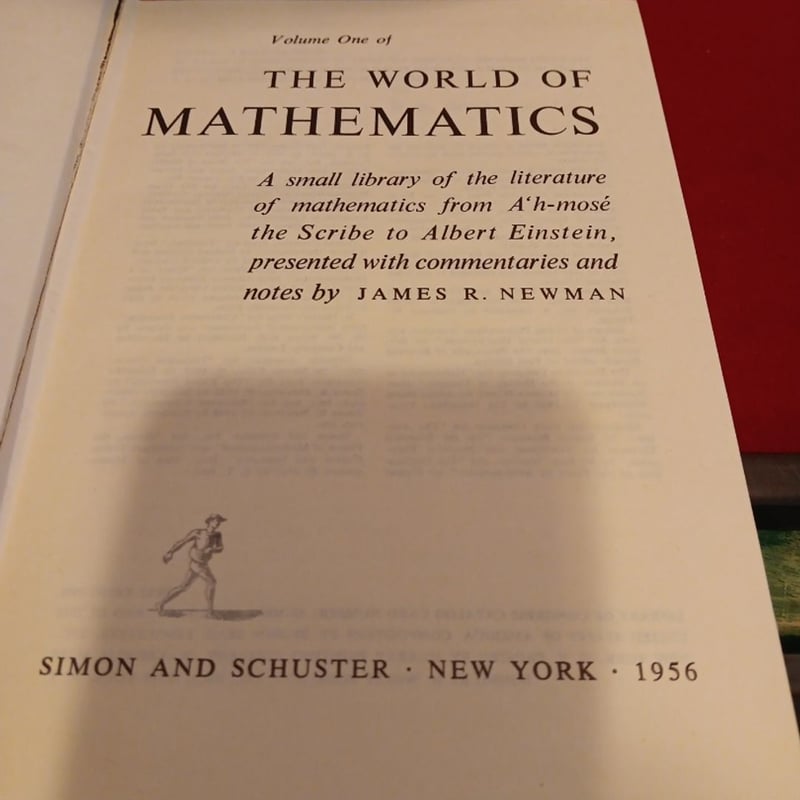 Volume One of
THE WORLD OF
MATHEMATICS
A small library of the literature
of mathematics from A‘h-mosé
the Scribe to Albert Einstein,
presented with commentaries and
notes by JAMES R. NEWMAN
SIMON AND SCHUSTER · NEW YORK · 1956